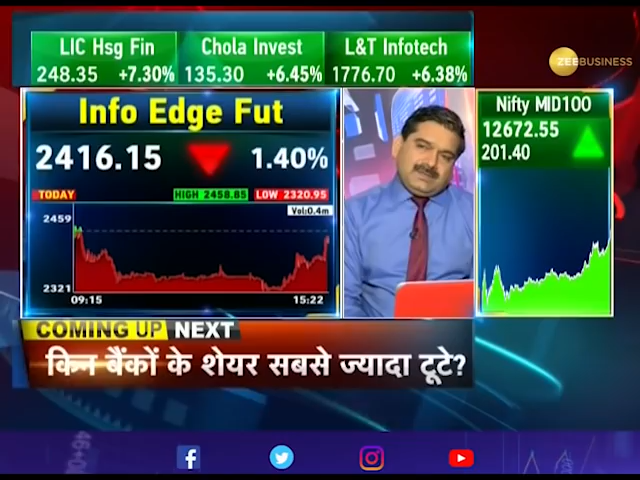 LIC Hsg Fin
248.35 +7.30%
Chola Invest
135.30 +6.45%
L&T Infotech
1776.70 +6.38%
ZEEBUSINESS
Info Edge Fut
2416.15 1.40%
TODAY HIGH 2458.85 LOW 2320.95
Vol:0.4m
2459
2321
09:15 15:22
Nifty MID100
12672.55
201.40
COMING UP NEXT
किन बैंकों के शेयर सबसे ज्यादा टूटे?